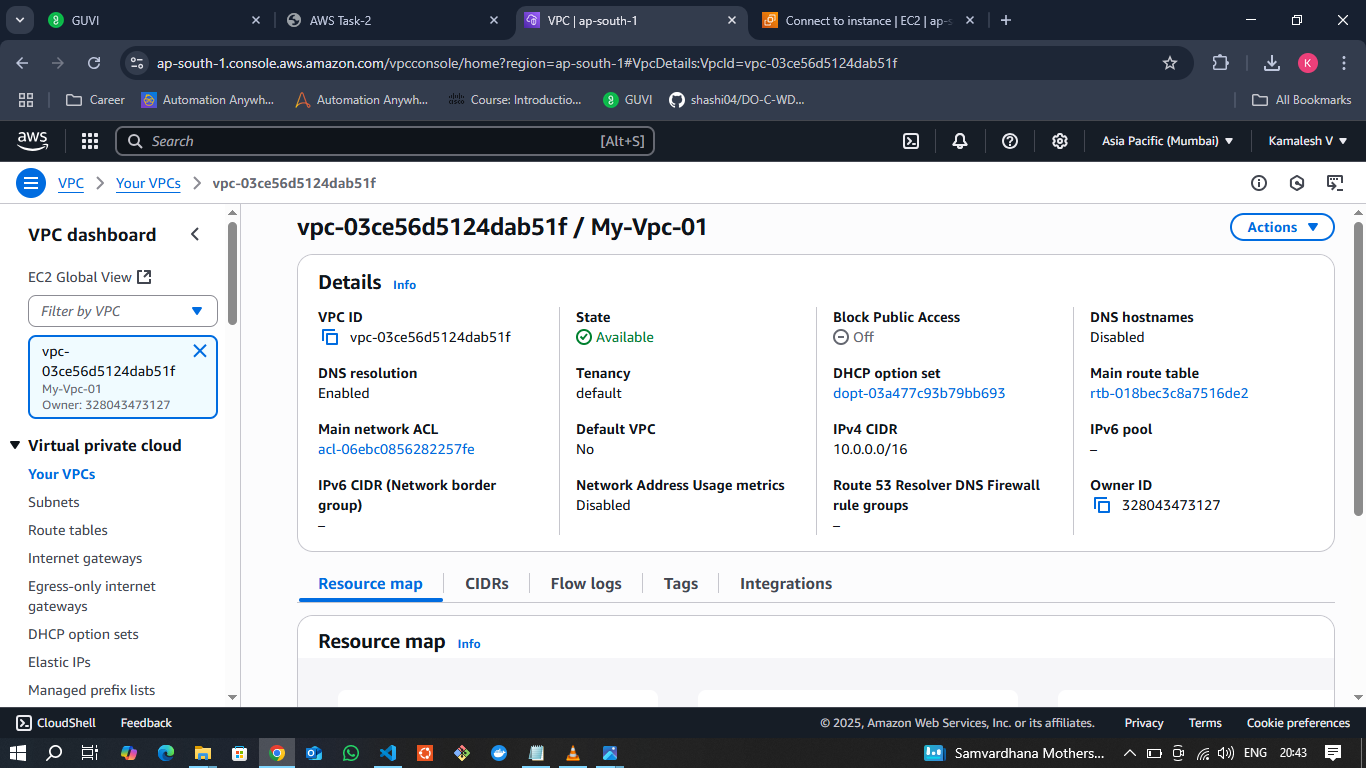 GUVI
AWS Task-2
VPC | ap-south-1
Connect to instance | EC2 | ap-s
ap-south-1.console.aws.amazon.com/vpcconsole/home?region=ap-south-1#VpcDetails:VpcId=vpc-03ce56d5124dab51f
K
Career
Automation Anywh...
Automation Anywh...
Course: Introductio...
GUVI
shashi04/DO-C-WD...
All Bookmarks
aws
Search
[Alt+S]
Asia Pacific (Mumbai)
Kamalesh V
VPC
Your VPCs
vpc-03ce56d5124dab51f
VPC dashboard
EC2 Global View
Filter by VPC
vpc-
03ce56d5124dab51f
My-Vpc-01
Owner: 328043473127
Virtual private cloud
Your VPCs
Subnets
Route tables
Internet gateways
Egress-only internet
gateways
DHCP option sets
Elastic IPs
Managed prefix lists
vpc-03ce56d5124dab51f / My-Vpc-01
Actions
Details Info
VPC ID
vpc-03ce56d5124dab51f
State
Available
Block Public Access
Off
DNS hostnames
Disabled
DNS resolution
Enabled
Tenancy
default
DHCP option set
dopt-03a477c93b79bb693
Main route table
rtb-018bec3c8a7516de2
Main network ACL
acl-06ebc0856282257fe
Default VPC
No
IPv4 CIDR
10.0.0.0/16
IPv6 pool
–
IPv6 CIDR (Network border
group)
–
Network Address Usage metrics
Disabled
Route 53 Resolver DNS Firewall
rule groups
–
Owner ID
328043473127
Resource map
CIDRs
Flow logs
Tags
Integrations
Resource map Info
CloudShell
Feedback
© 2025, Amazon Web Services, Inc. or its affiliates.
Privacy
Terms
Cookie preferences
Samvardhana Mothers...
ENG
20:43